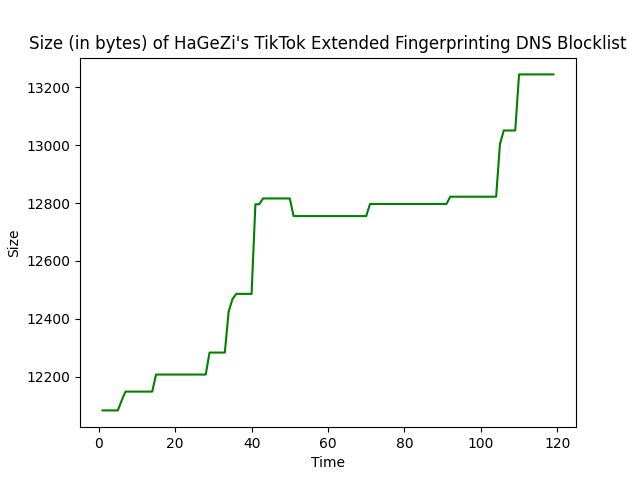 Size (in bytes) of HaGeZi's TikTok Extended Fingerprinting DNS Blocklist
13200
13000
12800
12600
12400
12200
Size
0 20 40 60 80 100 120
Time